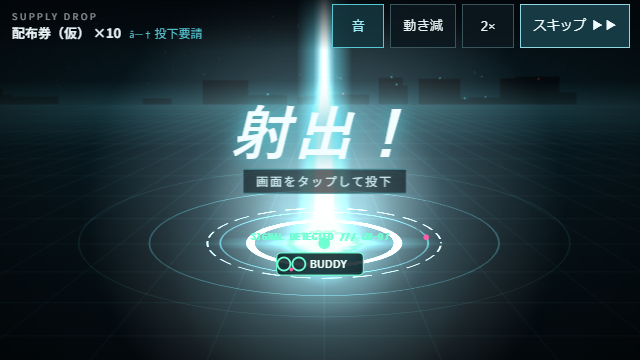 SUPPLY DROP
配布券（仮） ×10 â—† 投下要請
音 動き減 2× スキップ ▶▶
射出！
画面をタップして投下
BUDDY